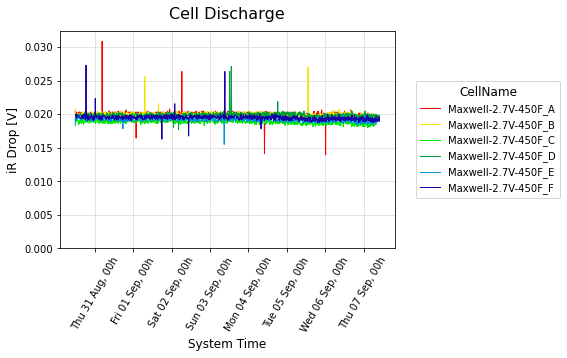 Cell Discharge
iR Drop [V]
0.030
0.025
0.020
0.015
0.010
0.005
0.000
Thu 31 Aug, 00h
Fri 01 Sep, 00h
Sat 02 Sep, 00h
Sun 03 Sep, 00h
Mon 04 Sep, 00h
Tue 05 Sep, 00h
Wed 06 Sep, 00h
Thu 07 Sep, 00h
System Time
CellName
Maxwell-2.7V-450F_A
Maxwell-2.7V-450F_B
Maxwell-2.7V-450F_C
Maxwell-2.7V-450F_D
Maxwell-2.7V-450F_E
Maxwell-2.7V-450F_F